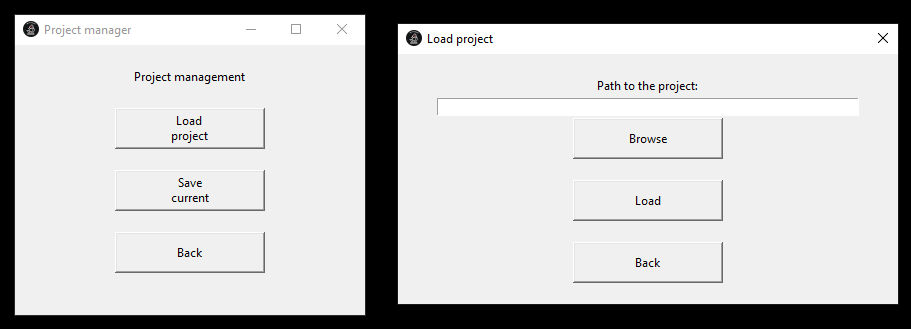 Project manager
Project management
Load
project
Save
current
Back
Load project
Path to the project:
Browse
Load
Back